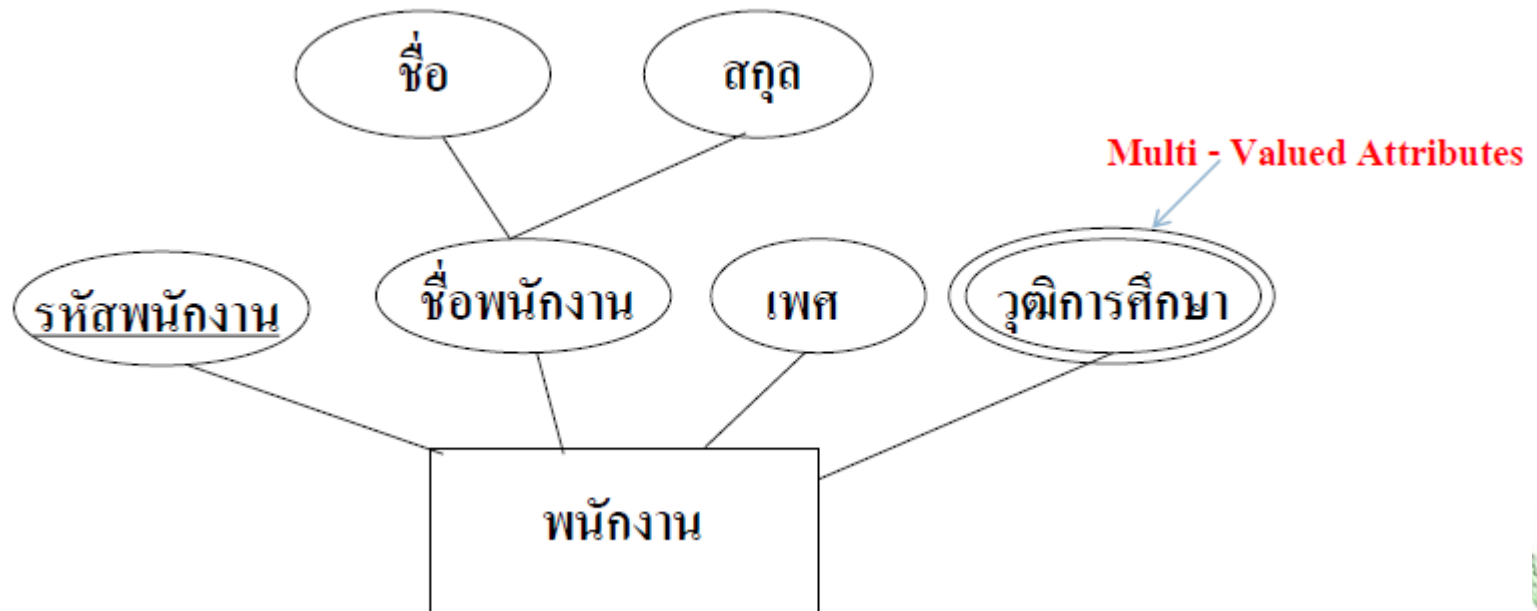 ชื่อ
สกุล
Multi - Valued Attributes
รหัสพนักงาน
ชื่อพนักงาน
เพศ
วุฒิการศึกษา
พนักงาน